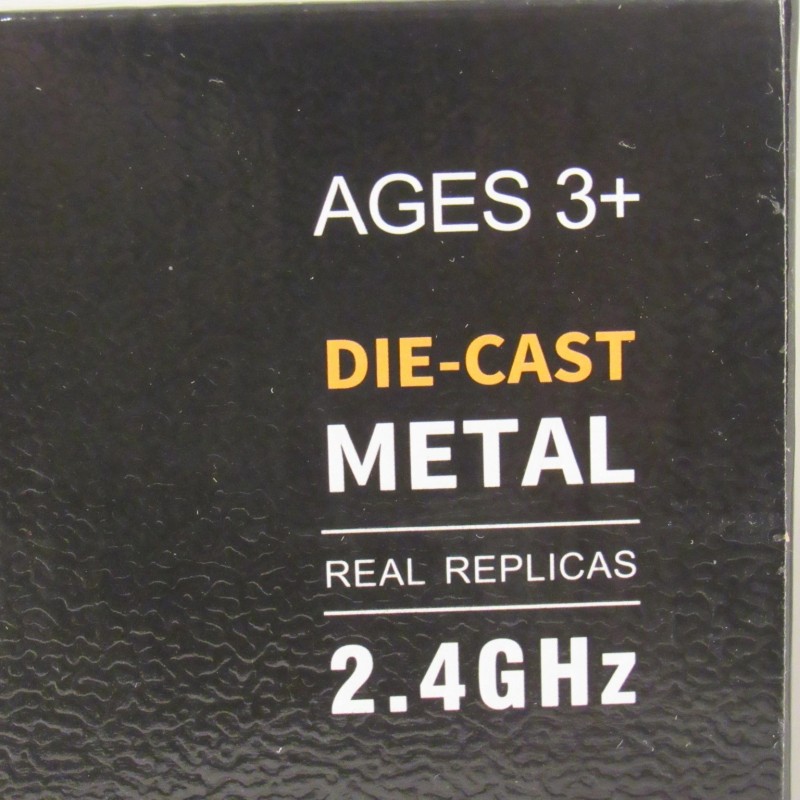 AGES 3+
DIE-CAST
METAL
REAL REPLICAS
2.4GHz